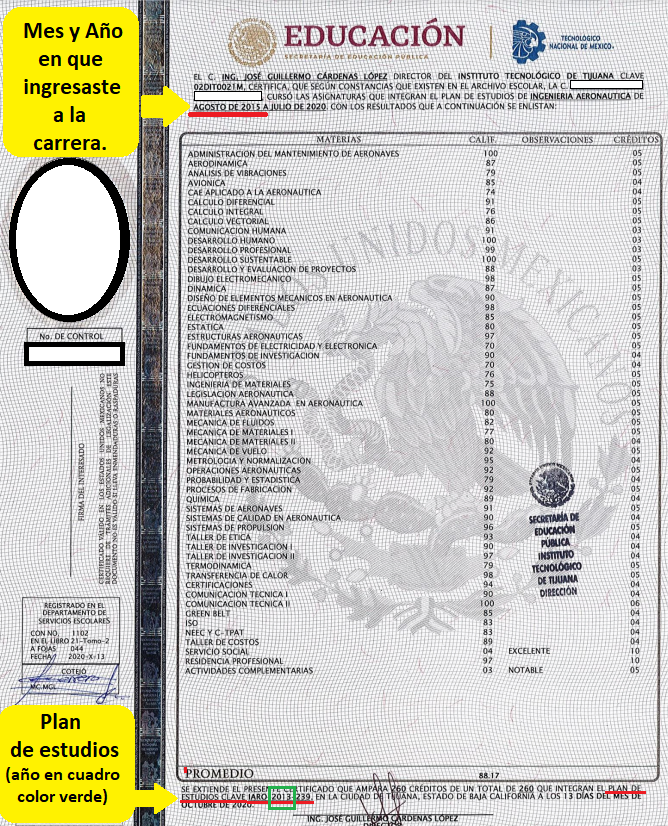 Mes y Año
en que
ingresaste
a la
carrera.
EDUCACIÓN
SECRETARÍA DE EDUCACIÓN PÚBLICA
TECNOLÓGICO
NACIONAL DE MÉXICO
EL C. ING. JOSÉ GUILLERMO CÁRDENAS LÓPEZ DIRECTOR DEL INSTITUTO TECNOLÓGICO DE TIJUANA CLAVE
02DIT0021M, CERTIFICA, QUE SEGÚN CONSTANCIAS QUE EXISTEN EN EL ARCHIVO ESCOLAR, LA C.
CURSÓ LAS ASIGNATURAS QUE INTEGRAN EL PLAN DE ESTUDIOS DE INGENIERIA AERONAUTICA DE
AGOSTO DE 2015 A JULIO DE 2020, CON LOS RESULTADOS QUE A CONTINUACIÓN SE ENLISTAN:
MATERIAS CALIF. OBSERVACIONES CRÉDITOS
ADMINISTRACION DEL MANTENIMIENTO DE AERONAVES 100 05
AERODINAMICA 87 05
ANALISIS DE VIBRACIONES 79 05
AVIONICA 85 04
CAE APLICADO A LA AERONAUTICA 74 04
CALCULO DIFERENCIAL 91 05
CALCULO INTEGRAL 76 05
CALCULO VECTORIAL 86 05
COMUNICACION HUMANA 91 03
DESARROLLO HUMANO 100 03
DESARROLLO PROFESIONAL 99 03
DESARROLLO SUSTENTABLE 100 05
DESARROLLO Y EVALUACION DE PROYECTOS 88 03
DIBUJO ELECTROMECANICO 98 05
DINAMICA 87 05
DISEÑO DE ELEMENTOS MECANICOS EN AERONAUTICA 90 05
ECUACIONES DIFERENCIALES 98 05
ELECTROMAGNETISMO 85 05
ESTATICA 80 05
ESTRUCTURAS AERONAUTICAS 97 05
FUNDAMENTOS DE ELECTRICIDAD Y ELECTRONICA 70 05
FUNDAMENTOS DE INVESTIGACION 90 04
GESTION DE COSTOS 70 04
HELICOPTEROS 76 05
INGENIERIA DE MATERIALES 75 05
LEGISLACION AERONAUTICA 88 05
MANUFACTURA AVANZADA EN AERONAUTICA 100 05
MATERIALES AERONAUTICOS 80 05
MECANICA DE FLUIDOS 82 05
MECANICA DE MATERIALES I 77 05
MECANICA DE MATERIALES II 80 04
MECANICA DE VUELO 92 05
METROLOGIA Y NORMALIZACION 95 04
OPERACIONES AERONAUTICAS 92 05
PROBABILIDAD Y ESTADISTICA 79 04
PROCESOS DE FABRICACION 92 05
QUIMICA 89 04
SISTEMAS DE AERONAVES 91 05
SISTEMAS DE CALIDAD EN AERONAUTICA 90 04
SISTEMAS DE PROPULSION 96 05
TALLER DE ETICA 93 04
TALLER DE INVESTIGACION I 90 04
TALLER DE INVESTIGACION II 97 04
TERMODINAMICA 79 05
TRANSFERENCIA DE CALOR 98 05
CERTIFICACIONES 94 04
COMUNICACION TECNICA I 90 04
COMUNICACION TECNICA II 100 06
GREEN BELT 85 04
ISO 83 04
NEEC Y C-TPAT 83 04
TALLER DE COSTOS 89 04
SERVICIO SOCIAL 04 EXCELENTE 10
RESIDENCIA PROFESIONAL 97 10
ACTIVIDADES COMPLEMENTARIAS 03 NOTABLE 05
ESTADOS UNIDOS MEXICANOS
SECRETARÍA DE
EDUCACIÓN
PÚBLICA
INSTITUTO
TECNOLÓGICO
DE TIJUANA
DIRECCIÓN
No. DE CONTROL
FIRMA DEL INTERESADO
CERTIFICADO VÁLIDO EN LOS ESTADOS UNIDOS MEXICANOS NO
REQUIERE DE TRÁMITES ADICIONALES DE LEGALIZACIÓN. ESTE
DOCUMENTO NO ES VÁLIDO SI LLEVA ENMENDADURAS O RASPADURAS
REGISTRADO EN EL
DEPARTAMENTO DE
SERVICIOS ESCOLARES
CON NO. 1102
EN EL LIBRO 21-Tomo-2
A FOJAS 044
FECHA 2020-X-13
COTEJÓ
MC.MGL
Plan
de estudios
(año en cuadro
color verde)
PROMEDIO 88.17
SE EXTIENDE EL PRESENTE CERTIFICADO QUE AMPARA 260 CRÉDITOS DE UN TOTAL DE 260 QUE INTEGRAN EL PLAN DE
ESTUDIOS CLAVE IARO-2013-239, EN LA CIUDAD DE TIJUANA, ESTADO DE BAJA CALIFORNIA A LOS 13 DÍAS DEL MES DE
OCTUBRE DE 2020.
ING. JOSÉ GUILLERMO CÁRDENAS LÓPEZ